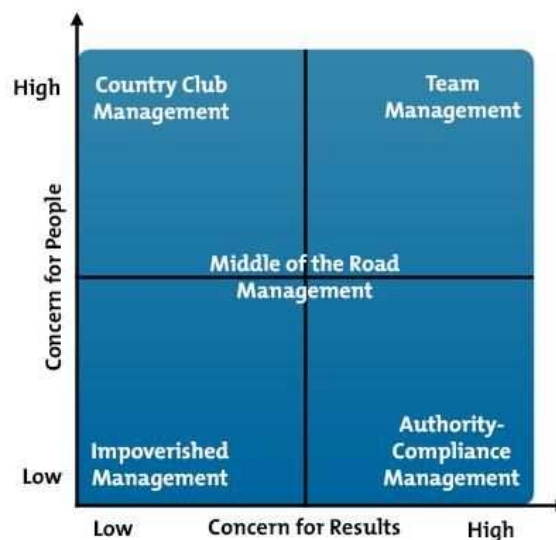 High
Country Club
Management
Team
Management
Concern for People
Middle of the Road
Management
Impoverished
Management
Authority-
Compliance
Management
Low
Low
Concern for Results
High